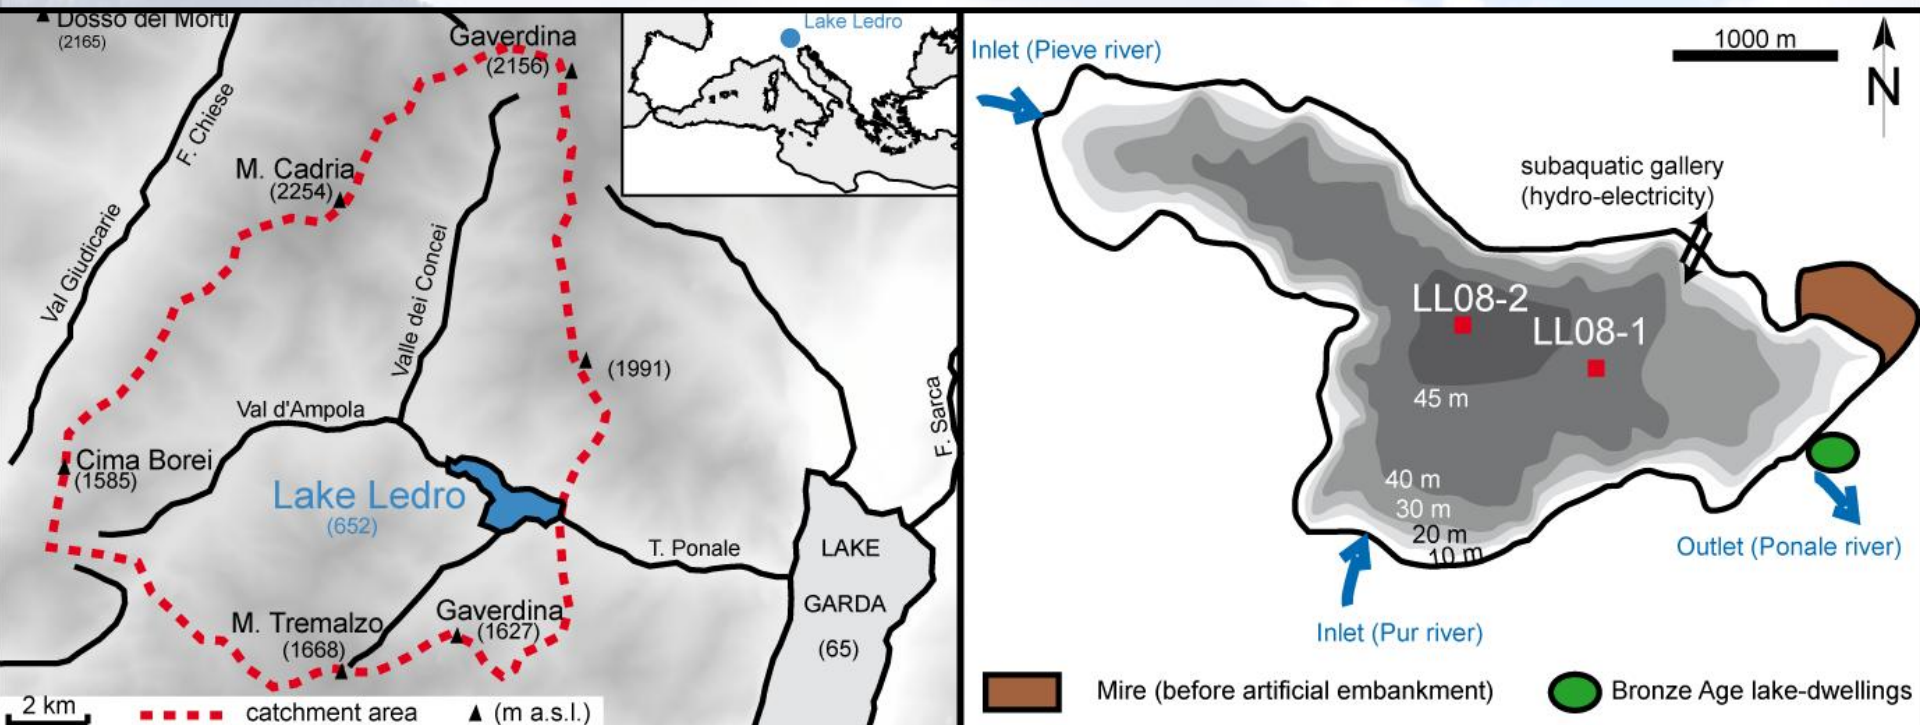 Dosso dei Morti
(2165)
Gaverdina
(2156)
F. Chiese
M. Cadria
(2254)
Val Giudicarie
Valle dei Concei
(1991)
Val d'Ampola
Cima Borei
(1585)
Lake Ledro
(652)
T. Ponale
F. Sarca
LAKE
GARDA
(65)
M. Tremalzo
(1668)
Gaverdina
(1627)
2 km
catchment area
(m a.s.l.)
Lake Ledro
Inlet (Pieve river)
1000 m
N
subaquatic gallery
(hydro-electricity)
LL08-2
LL08-1
45 m
40 m
30 m
20 m
10 m
Outlet (Ponale river)
Inlet (Pur river)
Mire (before artificial embankment)
Bronze Age lake-dwellings